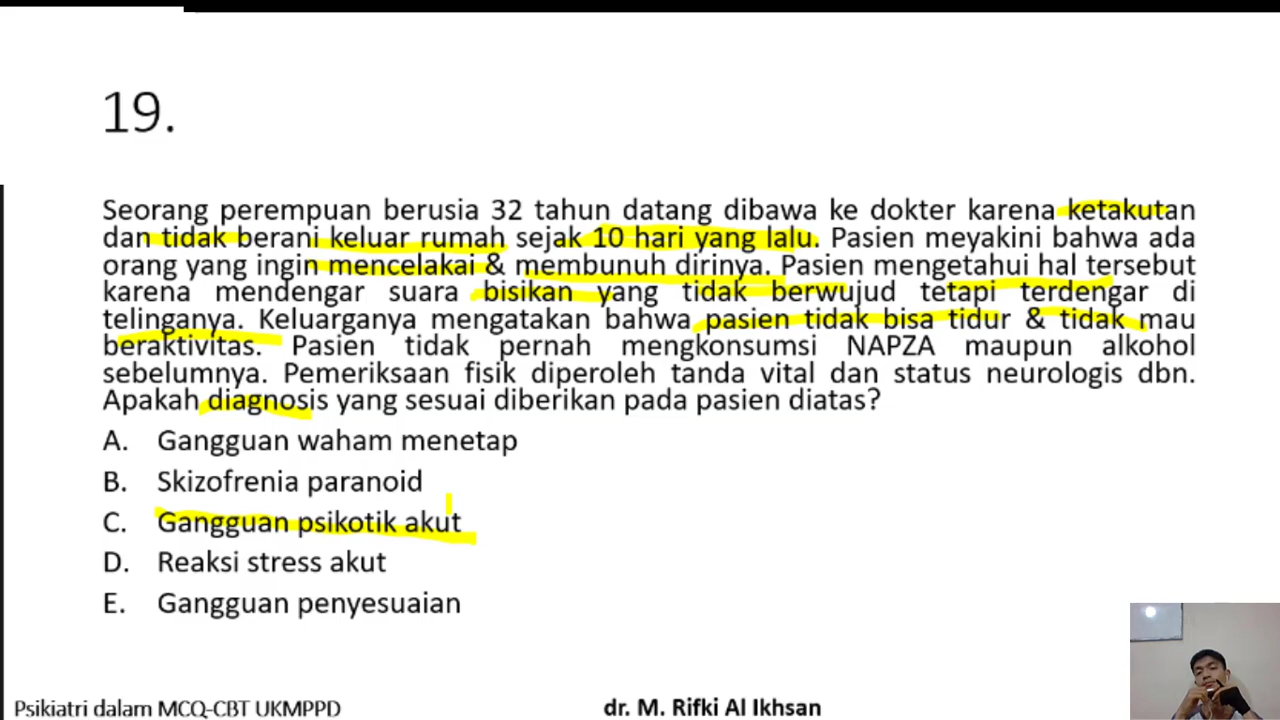 19.
Seorang perempuan berusia 32 tahun datang dibawa ke dokter karena ketakutan
dan tidak berani keluar rumah sejak 10 hari yang lalu. Pasien meyakini bahwa ada
orang yang ingin mencelakai & membunuh dirinya. Pasien mengetahui hal tersebut
karena mendengar suara bisikan yang tidak berwujud tetapi terdengar di
telinganya. Keluarganya mengatakan bahwa pasien tidak bisa tidur & tidak mau
beraktivitas. Pasien tidak pernah mengkonsumsi NAPZA maupun alkohol
sebelumnya. Pemeriksaan fisik diperoleh tanda vital dan status neurologis dbn.
Apakah diagnosis yang sesuai diberikan pada pasien diatas?
A. Gangguan waham menetap
B. Skizofrenia paranoid
C. Gangguan psikotik akut
D. Reaksi stress akut
E. Gangguan penyesuaian
Psikiatri dalam MCQ-CBT UKMPPD
dr. M. Rifki Al Ikhsan